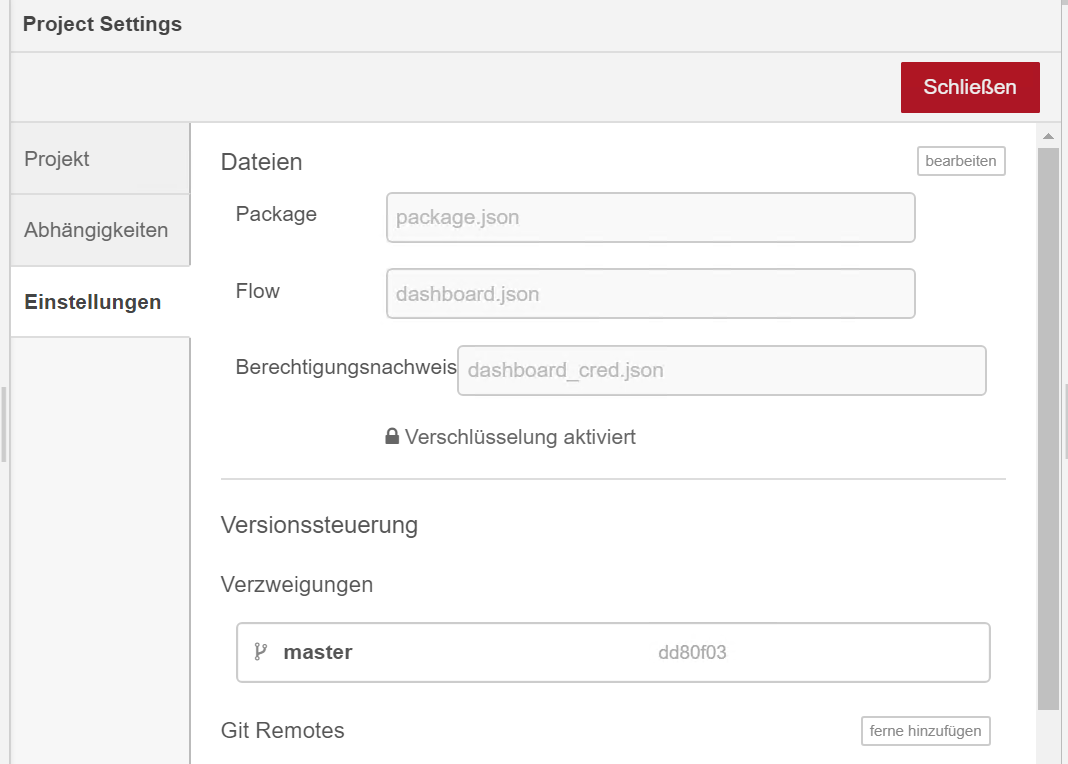 Project Settings
Schließen
Projekt
Abhängigkeiten
Einstellungen
Dateien
bearbeiten
Package
package.json
Flow
dashboard.json
Berechtigungsnachweis
dashboard_cred.json
Verschlüsselung aktiviert
Versionssteuerung
Verzweigungen
master
dd80f03
Git Remotes
ferne hinzufügen